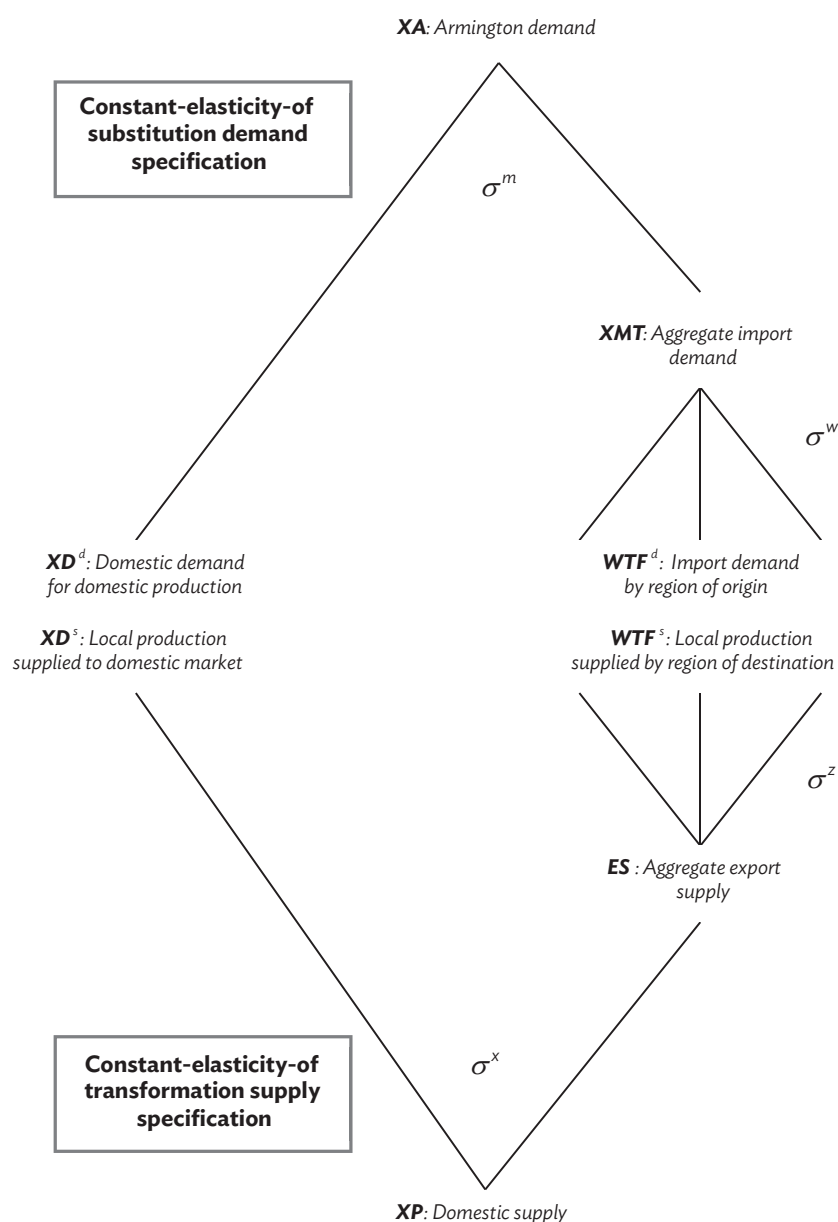 XA: Armington demand
Constant-elasticity-of
substitution demand
specification
σ^m
XMT: Aggregate import
demand
σ^w
XD^d: Domestic demand
for domestic production
WTF^d: Import demand
by region of origin
XD^s: Local production
supplied to domestic market
WTF^s: Local production
supplied by region of destination
σ^z
ES : Aggregate export
supply
Constant-elasticity-of
transformation supply
specification
σ^x
XP: Domestic supply